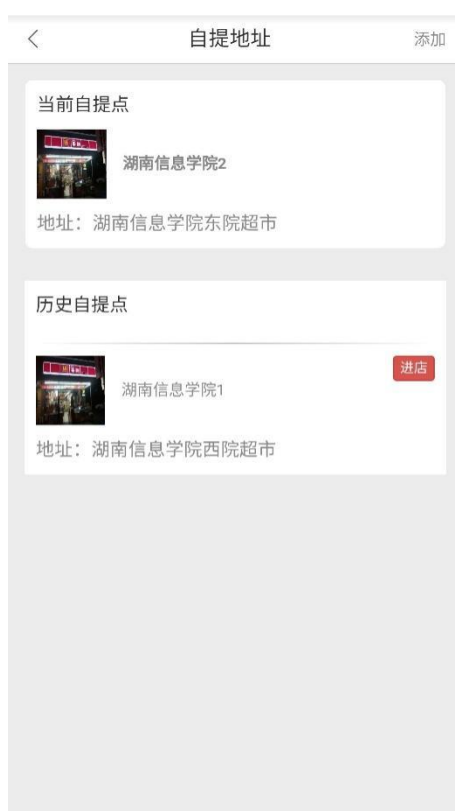 自提地址
添加
当前自提点
湖南信息学院2
地址：湖南信息学院东院超市
历史自提点
进店
湖南信息学院1
地址：湖南信息学院西院超市